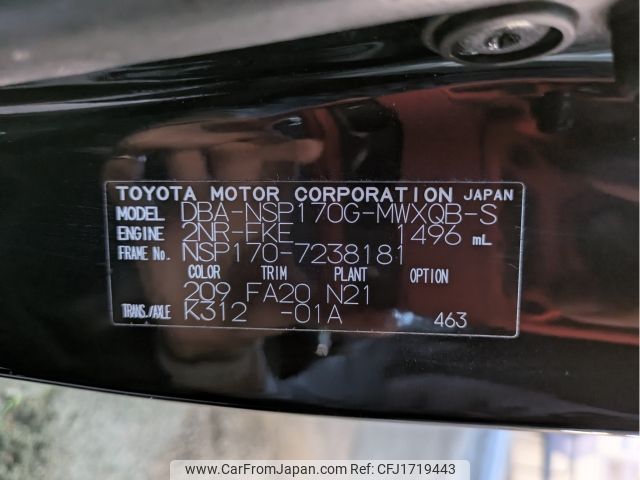 TOYOTA MOTOR CORPORATION JAPAN
MODEL DBA-NSP170G-MWXQB-S
ENGINE 2NR-FKE 1496 mL
FRAME No. NSP170-7238181
COLOR TRIM PLANT OPTION
209 FA20 N21
TRANS./AXLE K312 -01A 463
www.CarFromJapan.com Ref No: CFJ1719443